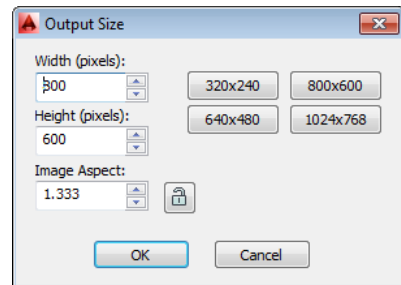 Output Size
Width (pixels):
800
320x240
800x600
Height (pixels):
640x480
1024x768
600
Image Aspect:
1.333
OK
Cancel